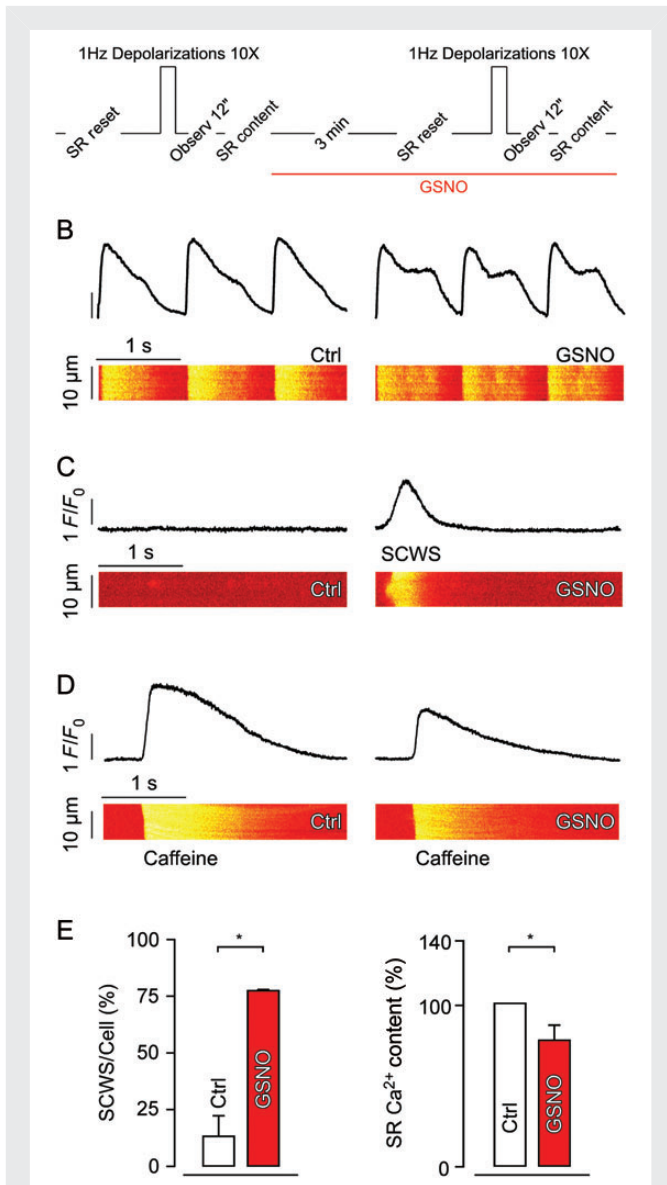 1Hz Depolarizations 10X 1Hz Depolarizations 10X
SR reset Observ 12" SR content 3 min SR reset Observ 12" SR content
GSNO
B
1 s
10 µm
Ctrl
GSNO
C
1 F/F0
SCWS
1 s
10 µm
Ctrl
GSNO
D
1 F/F0
1 s
10 µm
Ctrl
GSNO
Caffeine Caffeine
E
SCWS/Cell (%)
100
75
50
25
0
Ctrl
GSNO
*
SR Ca²⁺ content (%)
140
100
0
Ctrl
GSNO
*